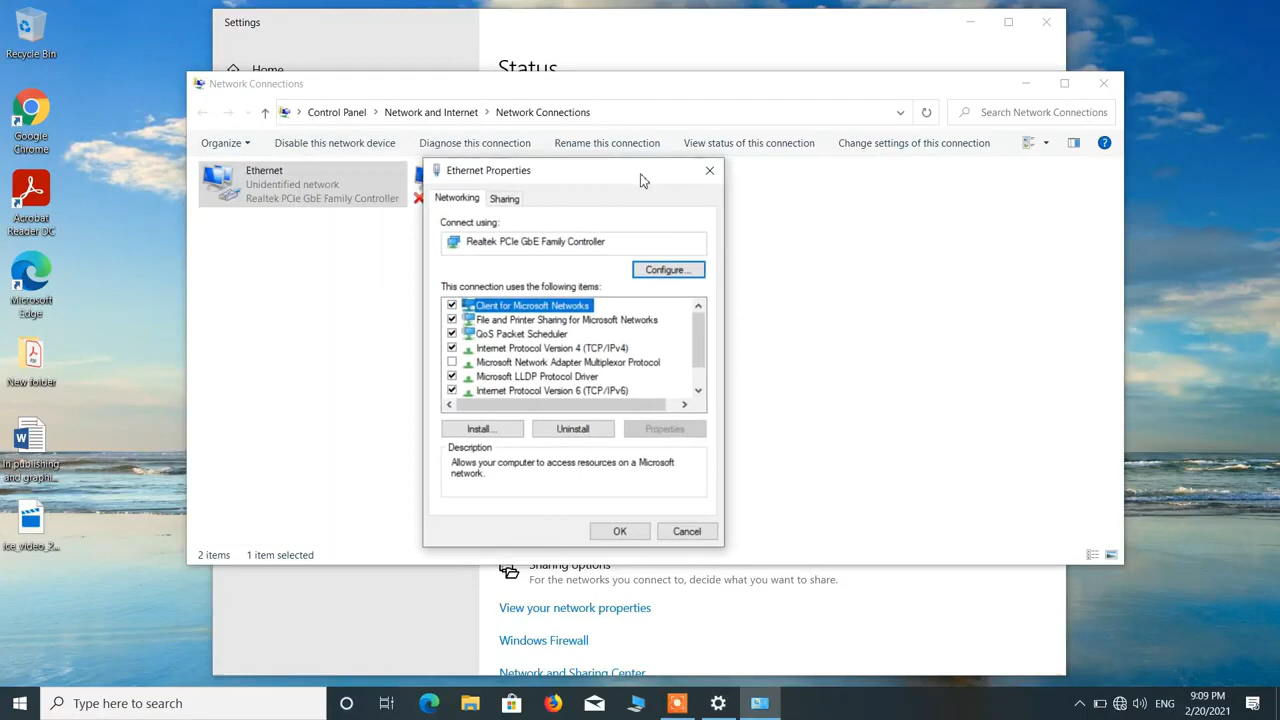 Recycle Bin
Google
Chrome
Acrobat
Reader DC
Microsoft
Edge
New folder
In publishing
and graphi...
ice_video_2...
Settings
Home
Status
Network Connections
Control Panel
Network and Internet
Network Connections
Search Network Connections
Organize
Disable this network device
Diagnose this connection
Rename this connection
View status of this connection
Change settings of this connection
Ethernet
Unidentified network
Realtek PCIe GbE Family Controller
Ethernet Properties
Networking
Sharing
Connect using:
Realtek PCIe GbE Family Controller
Configure...
This connection uses the following items:
Client for Microsoft Networks
File and Printer Sharing for Microsoft Networks
QoS Packet Scheduler
Internet Protocol Version 4 (TCP/IPv4)
Microsoft Network Adapter Multiplexor Protocol
Microsoft LLDP Protocol Driver
Internet Protocol Version 6 (TCP/IPv6)
Install...
Uninstall
Properties
Description
Allows your computer to access resources on a Microsoft
network.
OK
Cancel
2 items
1 item selected
Sharing options
For the networks you connect to, decide what you want to share.
View your network properties
Windows Firewall
Network and Sharing Center
Type here to search
ENG
9:09 PM
2/20/2021